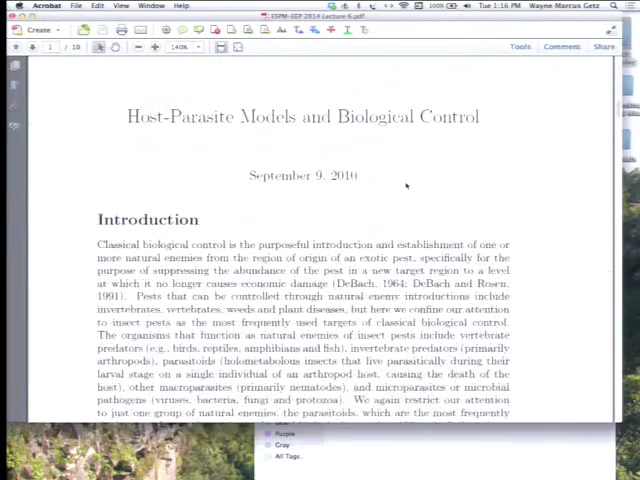 Acrobat File Edit View Window Help
100% Tue 1:16 PM Wayne Marcus Getz
ESPM-EEP 2014 Lecture 6.pdf
Create
1 / 10 140% Tools Comment Share
Host-Parasite Models and Biological Control
September 9, 2010
Introduction
Classical biological control is the purposeful introduction and establishment of one or
more natural enemies from the region of origin of an exotic pest, specifically for the
purpose of suppressing the abundance of the pest in a new target region to a level
at which it no longer causes economic damage (DeBach, 1964; DeBach and Rosen,
1991). Pests that can be controlled through natural enemy introductions include
invertebrates, vertebrates, weeds and plant diseases, but here we confine our attention
to insect pests as the most frequently used targets of classical biological control.
The organisms that function as natural enemies of insect pests include vertebrate
predators (e.g., birds, reptiles, amphibians and fish), invertebrate predators (primarily
arthropods), parasitoids (holometabolous insects that live parasitically during their
larval stage on a single individual of an arthropod host, causing the death of the
host), other macroparasites (primarily nematodes), and microparasites or microbial
pathogens (viruses, bacteria, fungi and protozoa). We again restrict our attention
to just one group of natural enemies, the parasitoids, which are the most frequently
Purple
Gray
All Tags..